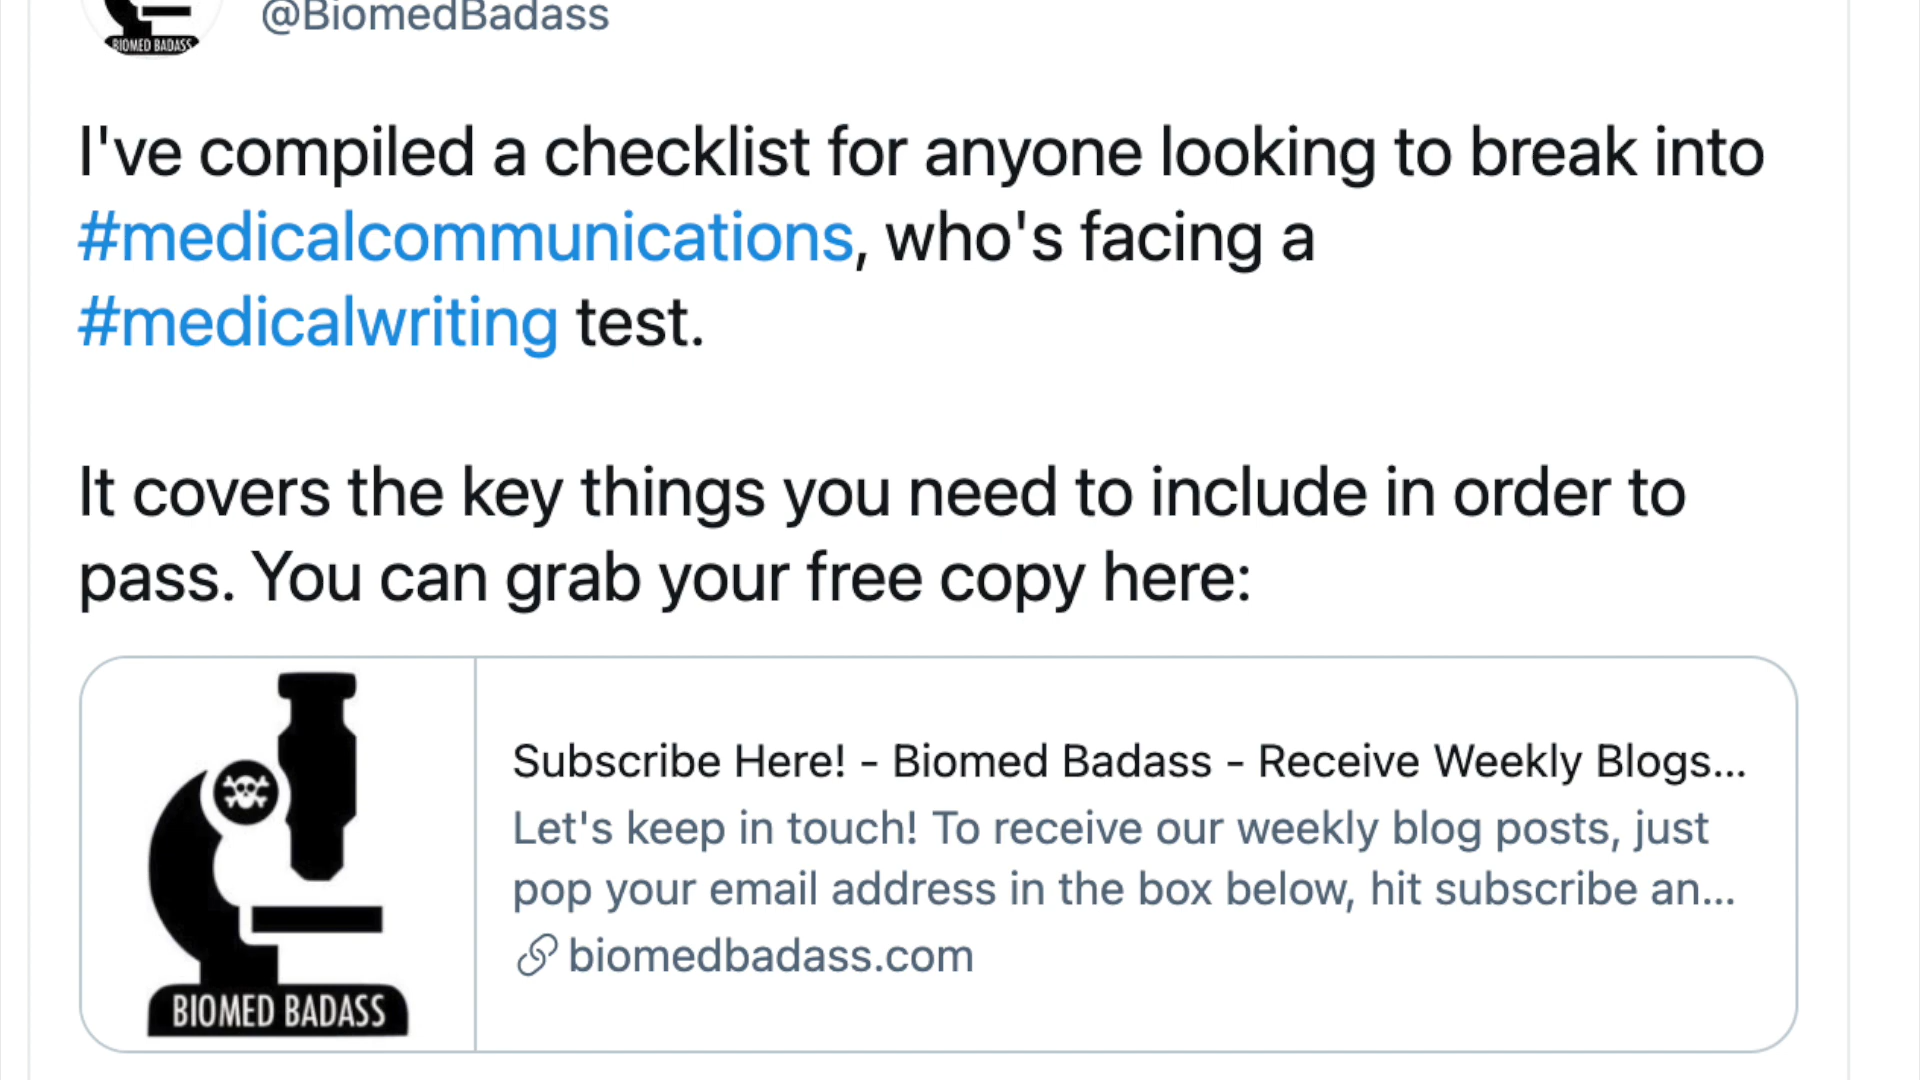 @BiomedBadass
BIOMED BADASS
I've compiled a checklist for anyone looking to break into
#medicalcommunications, who's facing a
#medicalwriting test.
It covers the key things you need to include in order to
pass. You can grab your free copy here:
Subscribe Here! - Biomed Badass - Receive Weekly Blogs...
Let's keep in touch! To receive our weekly blog posts, just
pop your email address in the box below, hit subscribe an...
biomedbadass.com
BIOMED BADASS